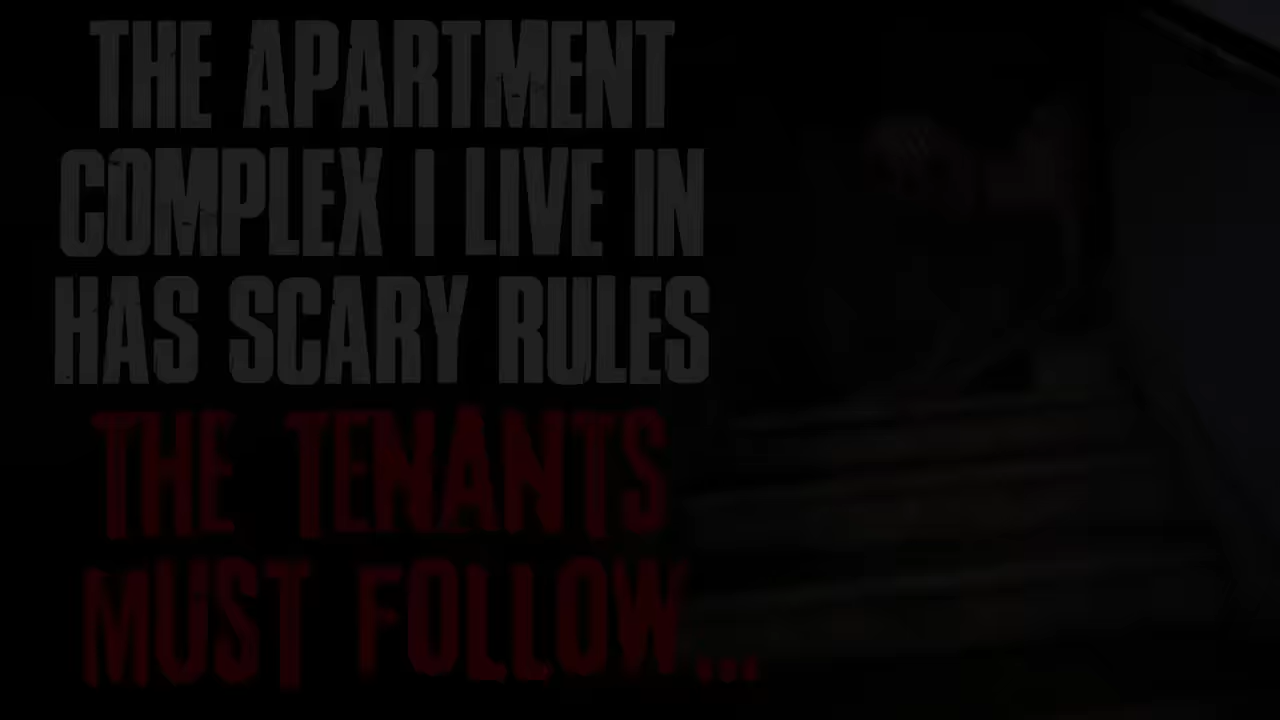 THE APARTMENT
COMPLEX I LIVE IN
HAS SCARY RULES
THE TENANTS
MUST FOLLOW...